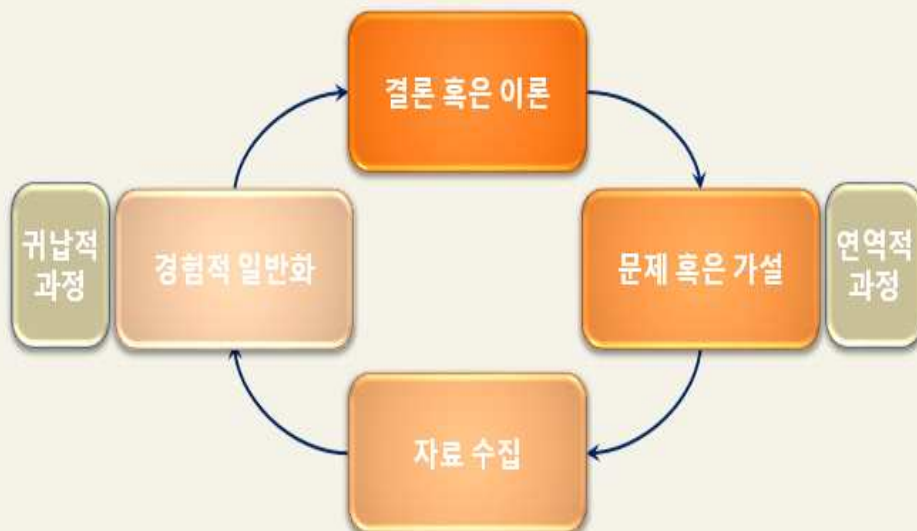 결론 혹은 이론
귀납적
과정
경험적 일반화
문제 혹은 가설
연역적
과정
자료 수집